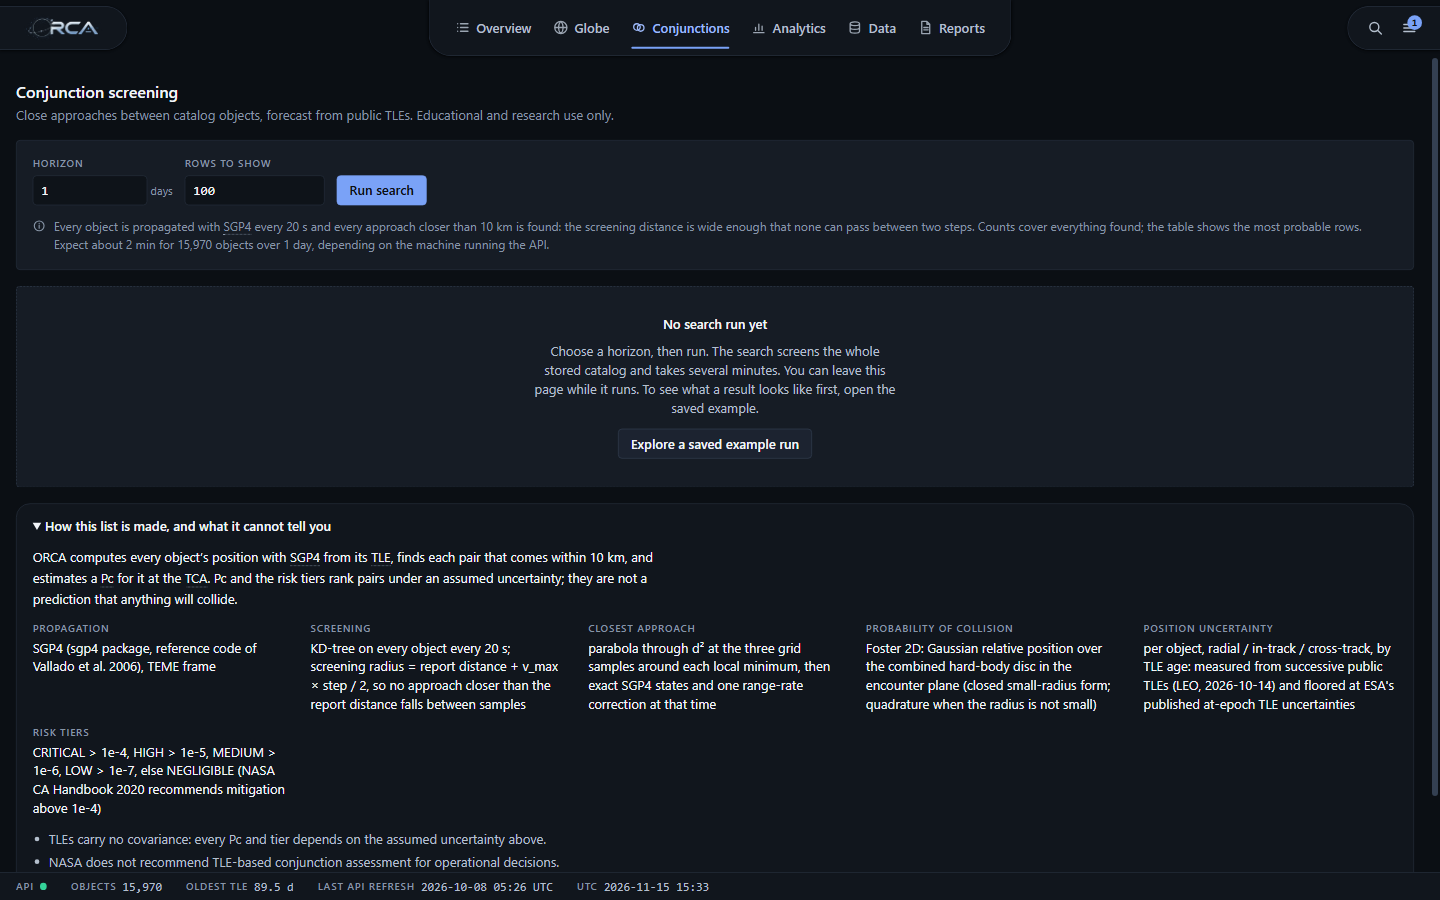 ORCA
Overview
Globe
Conjunctions
Analytics
Data
Reports
1
Conjunction screening
Close approaches between catalog objects, forecast from public TLEs. Educational and research use only.
HORIZON
ROWS TO SHOW
1
days
100
Run search
Every object is propagated with SGP4 every 20 s and every approach closer than 10 km is found: the screening distance is wide enough that none can pass between two steps. Counts cover everything found; the table shows the most probable rows.
Expect about 2 min for 15,970 objects over 1 day, depending on the machine running the API.
No search run yet
Choose a horizon, then run. The search screens the whole
stored catalog and takes several minutes. You can leave this
page while it runs. To see what a result looks like first, open the
saved example.
Explore a saved example run
▼ How this list is made, and what it cannot tell you
ORCA computes every object's position with SGP4 from its TLE, finds each pair that comes within 10 km, and
estimates a Pc for it at the TCA. Pc and the risk tiers rank pairs under an assumed uncertainty; they are not a
prediction that anything will collide.
PROPAGATION
SGP4 (sgp4 package, reference code of
Vallado et al. 2006), TEME frame
SCREENING
KD-tree on every object every 20 s;
screening radius = report distance + v_max
× step / 2, so no approach closer than the
report distance falls between samples
CLOSEST APPROACH
parabola through d² at the three grid
samples around each local minimum, then
exact SGP4 states and one range-rate
correction at that time
PROBABILITY OF COLLISION
Foster 2D: Gaussian relative position over
the combined hard-body disc in the
encounter plane (closed small-radius form;
quadrature when the radius is not small)
POSITION UNCERTAINTY
per object, radial / in-track / cross-track, by
TLE age: measured from successive public
TLEs (LEO, 2026-10-14) and floored at ESA's
published at-epoch TLE uncertainties
RISK TIERS
CRITICAL > 1e-4, HIGH > 1e-5, MEDIUM >
1e-6, LOW > 1e-7, else NEGLIGIBLE (NASA
CA Handbook 2020 recommends mitigation
above 1e-4)
• TLEs carry no covariance: every Pc and tier depends on the assumed uncertainty above.
• NASA does not recommend TLE-based conjunction assessment for operational decisions.
API
OBJECTS 15,970
OLDEST TLE 89.5 d
LAST API REFRESH 2026-10-08 05:26 UTC
UTC 2026-11-15 15:33